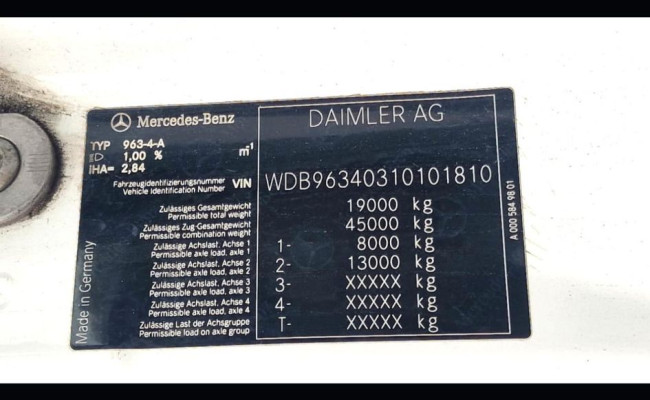 Mercedes-Benz
DAIMLER AG
TYP 963-4-A
1,00 % m⁻¹
IHA= 2,84
Fahrzeugidentifizierungsnummer
Vehicle Identification Number
VIN WDB96340310101810
Zulässiges Gesamtgewicht
Permissible total weight
19000 kg
Zulässiges Zug-Gesamtgewicht
Permissible combination weight
45000 kg
Zulässige Achslast, Achse 1
Permissible axle load, axle 1
1- 8000 kg
Zulässige Achslast, Achse 2
Permissible axle load, axle 2
2- 13000 kg
Zulässige Achslast, Achse 3
Permissible axle load, axle 3
3- XXXXX kg
Zulässige Achslast, Achse 4
Permissible axle load, axle 4
4- XXXXX kg
Zulässige Last der Achsgruppe
Permissible load on axle group
T- XXXXX kg
Made in Germany
A 000 584 98 01